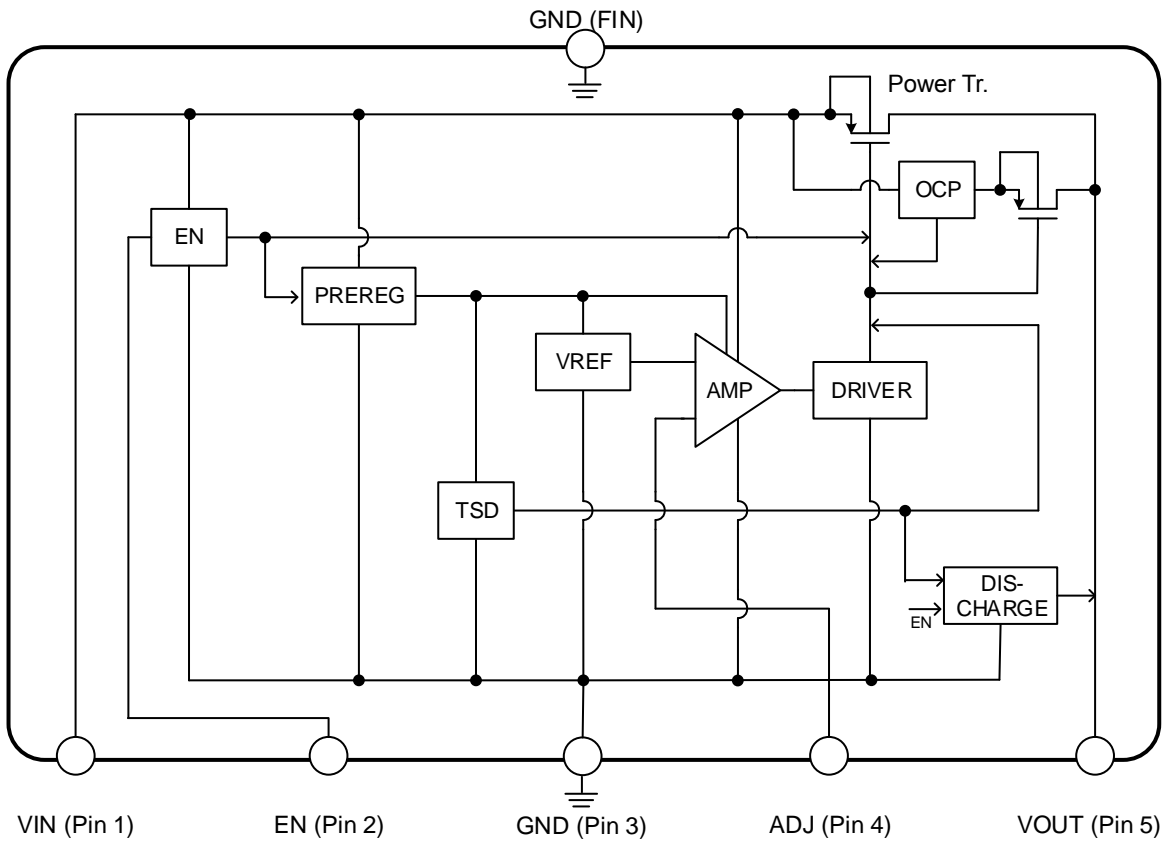 GND (FIN)
Power Tr.
OCP
EN
PREREG
VREF
AMP
DRIVER
TSD
DIS-
CHARGE
EN
VIN (Pin 1)
EN (Pin 2)
GND (Pin 3)
ADJ (Pin 4)
VOUT (Pin 5)